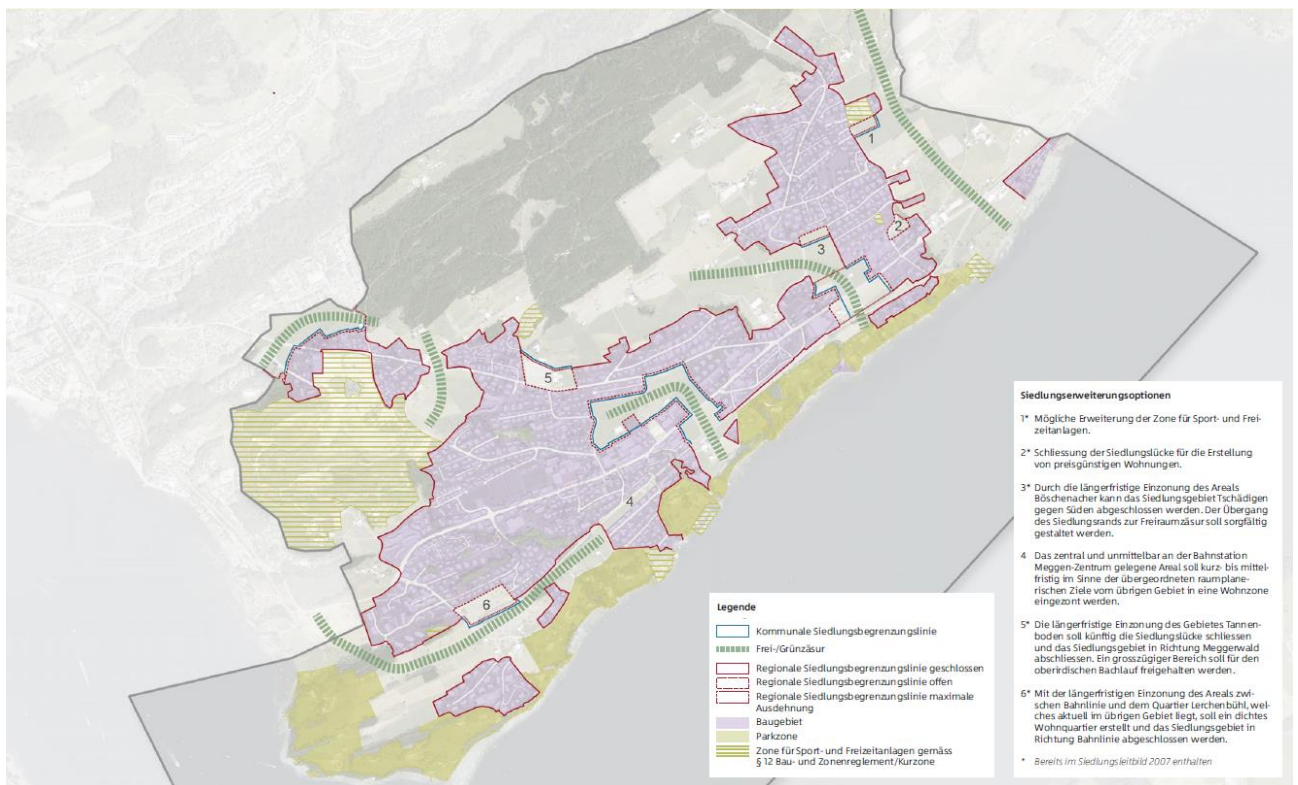 1
2
3
5
4
6
Legende
Kommunale Siedlungsbegrenzungslinie
Frei-/Grünzäsur
Regionale Siedlungsbegrenzungslinie geschlossen
Regionale Siedlungsbegrenzungslinie offen
Regionale Siedlungsbegrenzungslinie maximale
Ausdehnung
Baugebiet
Parkzone
Zone für Sport- und Freizeitanlagen gemäss
§ 12 Bau- und Zonenreglement/Kurzone
Siedlungserweiterungsoptionen
1* Mögliche Erweiterung der Zone für Sport- und Frei-
zeitanlagen.
2* Schliessung der Siedlungslücke für die Erstellung
von preisgünstigen Wohnungen.
3* Durch die längerfristige Einzonung des Areals
Böschenacher kann das Siedlungsgebiet Tschädigen
gegen Süden abgeschlossen werden. Der Übergang
des Siedlungsrands zur Freiraumzäsur soll sorgfältig
gestaltet werden.
4 Das zentral und unmittelbar an der Bahnstation
Meggen-Zentrum gelegene Areal soll kurz- bis mittel-
fristig im Sinne der übergeordneten raumplane-
rischen Ziele vom übrigen Gebiet in eine Wohnzone
eingezont werden.
5* Die längerfristige Einzonung des Gebietes Tannen-
boden soll künftig die Siedlungslücke schliessen
und das Siedlungsgebiet in Richtung Meggerwald
abschliessen. Ein grosszügiger Bereich soll für den
oberirdischen Bachlauf freigehalten werden.
6* Mit der längerfristigen Einzonung des Areals zwi-
schen Bahnlinie und dem Quartier Lerchenbühl, wel-
ches aktuell im übrigen Gebiet liegt, soll ein dichtes
Wohnquartier erstellt und das Siedlungsgebiet in
Richtung Bahnlinie abgeschlossen werden.
* Bereits im Siedlungsleitbild 2007 enthalten